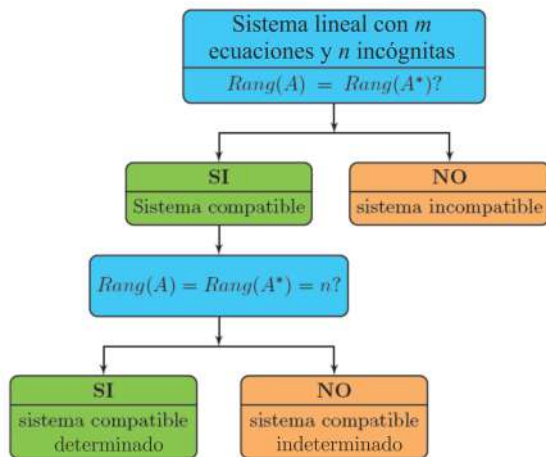 Sistema lineal con m
ecuaciones y n incógnitas
Rang(A) = Rang(A*)?
SI
Sistema compatible
NO
sistema incompatible
Rang(A) = Rang(A*) = n?
SI
sistema compatible
determinado
NO
sistema compatible
indeterminado